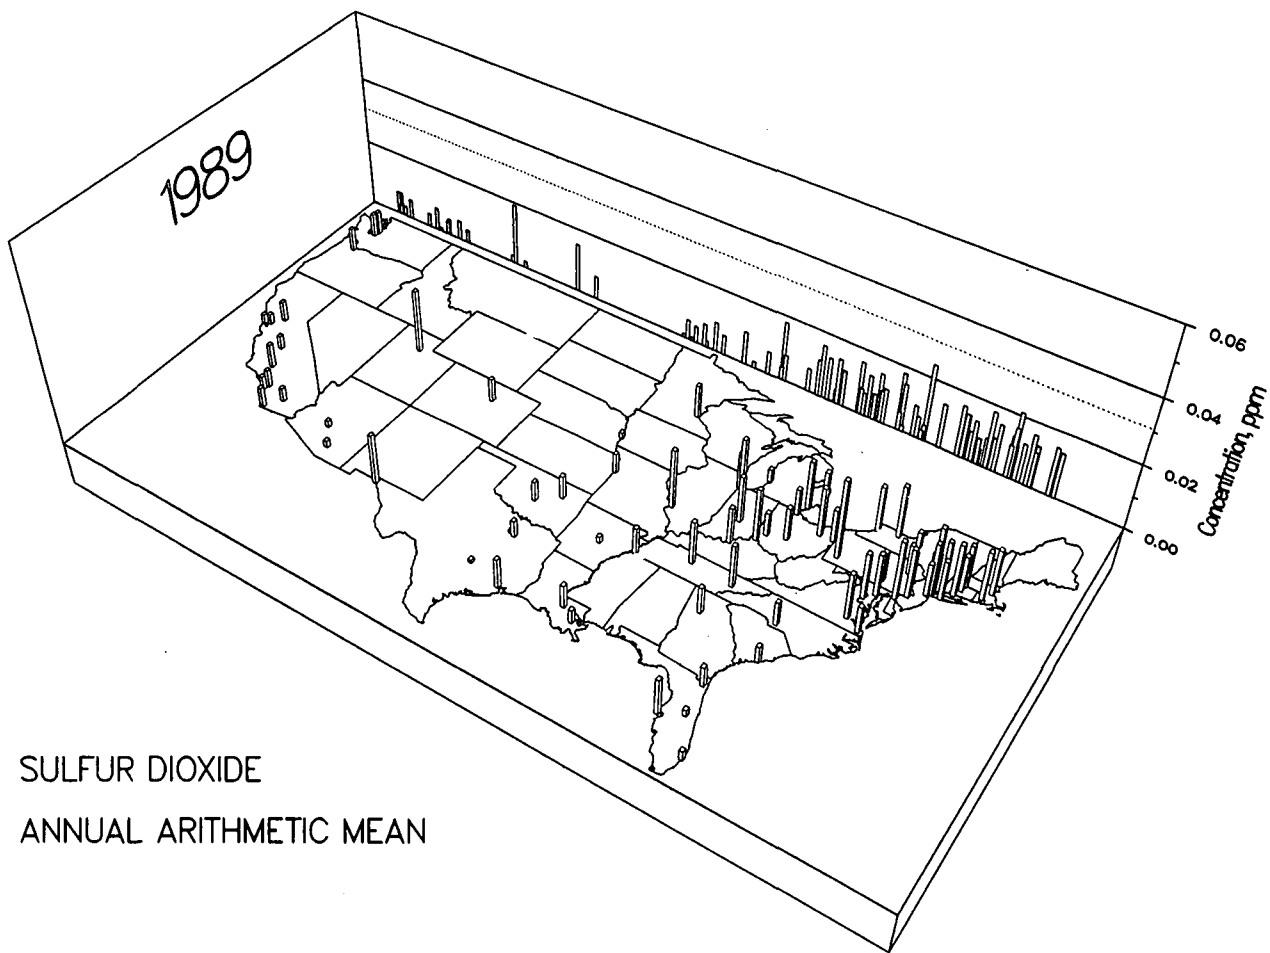 1989
0.06
0.04
0.02
0.00
Concentration, ppm
SULFUR DIOXIDE
ANNUAL ARITHMETIC MEAN